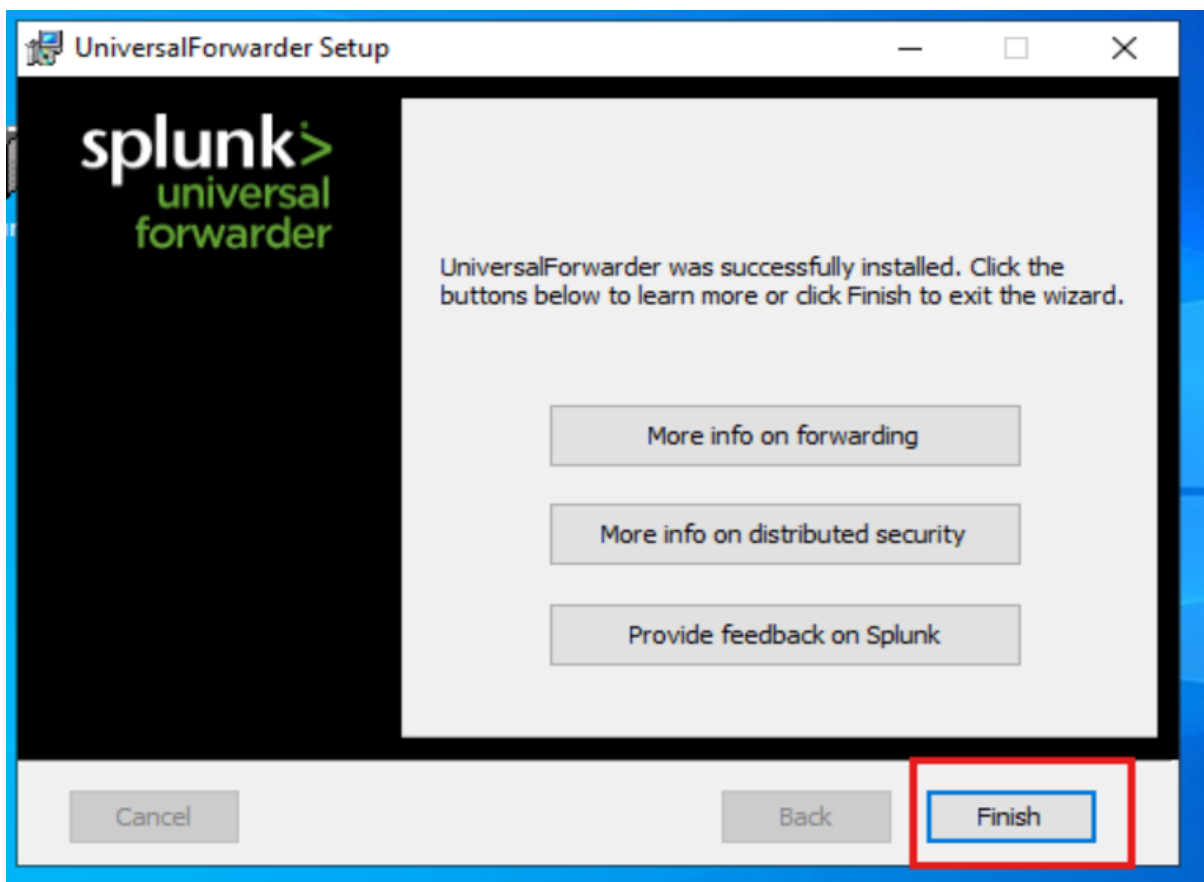 UniversalForwarder Setup
splunk>
universal
forwarder
UniversalForwarder was successfully installed. Click the
buttons below to learn more or click Finish to exit the wizard.
More info on forwarding
More info on distributed security
Provide feedback on Splunk
Cancel
Back
Finish